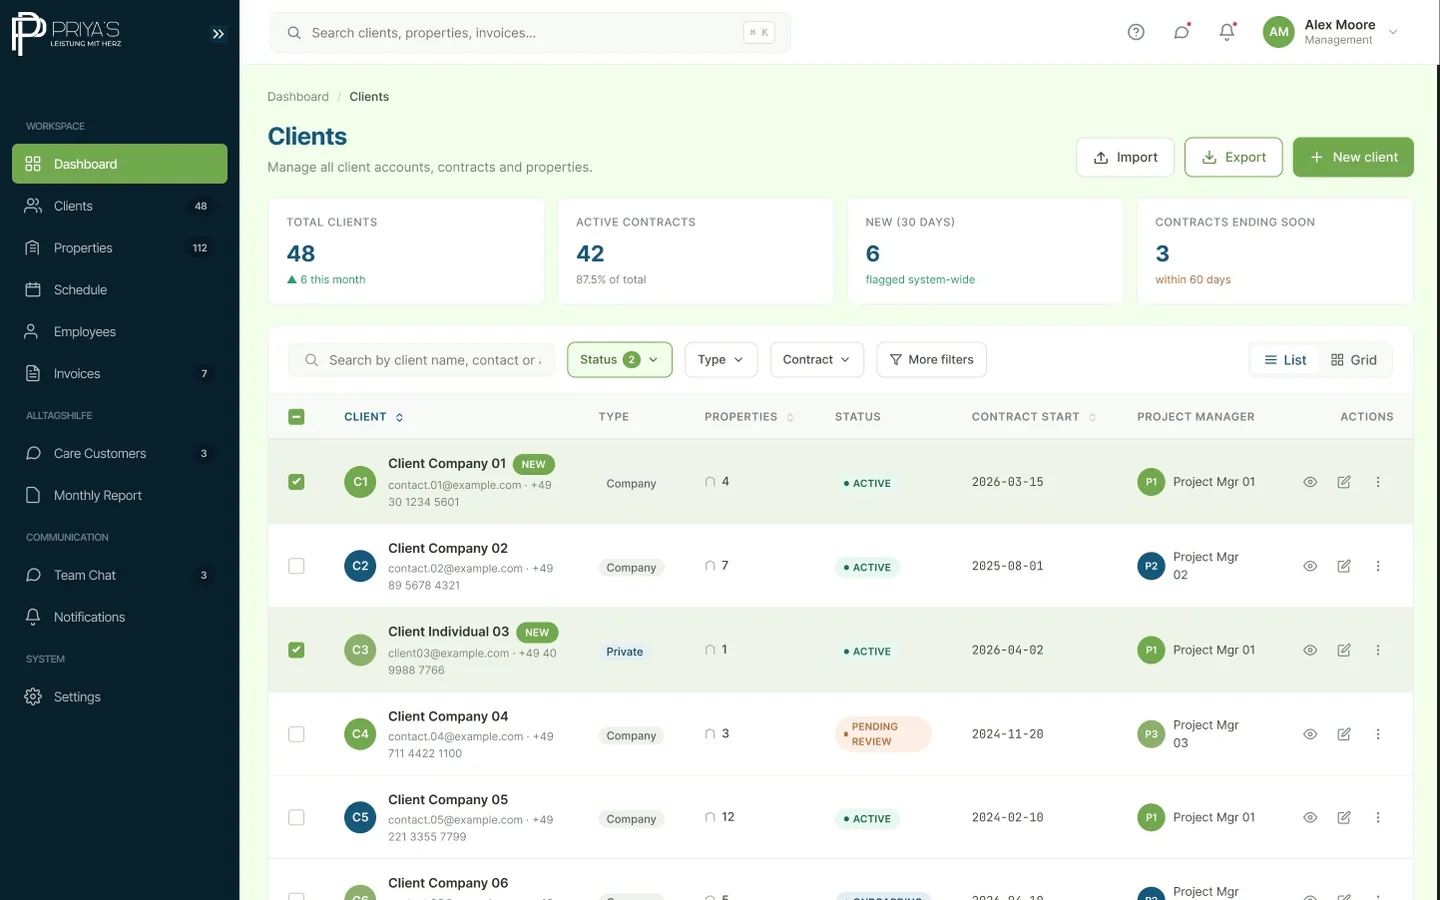 PRIYA'S
LEISTUNG MIT HERZ
Search clients, properties, invoices...
⌘ K
AM
Alex Moore
Management
WORKSPACE
Dashboard
Clients 48
Properties 112
Schedule
Employees
Invoices 7
ALLTAGSHILFE
Care Customers 3
Monthly Report
COMMUNICATION
Team Chat 3
Notifications
SYSTEM
Settings
Dashboard / Clients
Clients
Manage all client accounts, contracts and properties.
Import
Export
New client
TOTAL CLIENTS
48
▲ 6 this month
ACTIVE CONTRACTS
42
87.5% of total
NEW (30 DAYS)
6
flagged system-wide
CONTRACTS ENDING SOON
3
within 60 days
Search by client name, contact or
Status 2
Type
Contract
More filters
List
Grid
CLIENT TYPE PROPERTIES STATUS CONTRACT START PROJECT MANAGER ACTIONS
C1
Client Company 01 NEW
contact.01@example.com · +49
30 1234 5601
Company
4
ACTIVE
2026-03-15
P1
Project Mgr 01
C2
Client Company 02
contact.02@example.com · +49
89 5678 4321
Company
7
ACTIVE
2025-08-01
P2
Project Mgr
02
C3
Client Individual 03 NEW
client03@example.com · +49 40
9988 7766
Private
1
ACTIVE
2026-04-02
P1
Project Mgr 01
C4
Client Company 04
contact.04@example.com · +49
711 4422 1100
Company
3
PENDING
REVIEW
2024-11-20
P3
Project Mgr
03
C5
Client Company 05
contact.05@example.com · +49
221 3355 7799
Company
12
ACTIVE
2024-02-10
P1
Project Mgr 01
Client Company 06
Project Mgr